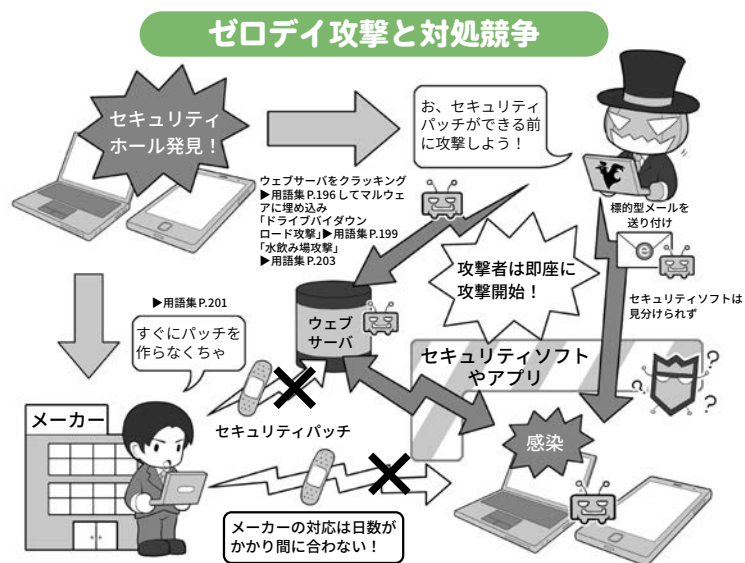 ゼロデイ攻撃と対処競争
セキュリティ
ホール発見！
お、セキュリティ
パッチができる前
に攻撃しよう！
ウェブサーバをクラッキング
▶用語集P.196してマルウェ
アに埋め込み
「ドライブバイダウン
ロード攻撃」▶用語集P.199
「水飲み場攻撃」
▶用語集P.203
標的型メールを
送り付け
e
攻撃者は即座に
攻撃開始！
セキュリティソフトは
見分けられず
▶用語集P.201
すぐにパッチを
作らなくちゃ
ウェブ
サーバ
セキュリティソフト
やアプリ
? ? ? ?
メーカー
セキュリティパッチ
感染
メーカーの対応は日数が
かかり間に合わない！